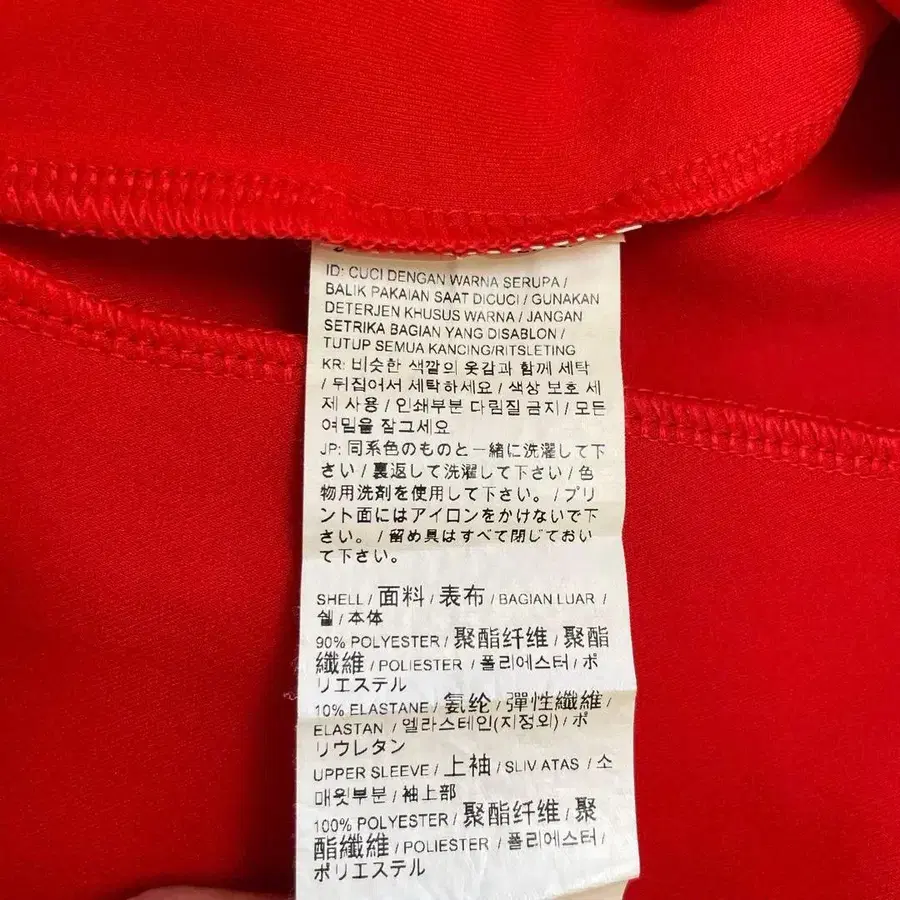 ID: CUCI DENGAN WARNA SERUPA /
BALIK PAKAIAN SAAT DICUCI / GUNAKAN
DETERJEN KHUSUS WARNA / JANGAN
SETRIKA BAGIAN YANG DISABLON /
TUTUP SEMUA KANCING/RITSLETING
KR: 비슷한 색깔의 옷감과 함께 세탁
/ 뒤집어서 세탁하세요 / 색상 보호 세
제 사용 / 인쇄부분 다림질 금지 / 모든
여밈을 잠그세요
JP: 同系色のものと一緒に洗濯して下
さい / 裏返して洗濯して下さい / 色
物用洗剤を使用して下さい。 / プリ
ント面にはアイロンをかけないで下
さい。 / 留め具はすべて閉じておい
て下さい。
SHELL / 面料 / 表布 / BAGIAN LUAR /
쉘 / 本体
90% POLYESTER / 聚酯纤维 / 聚酯
纖維 / POLIESTER / 폴리에스터 / ポ
リエステル
10% ELASTANE / 氨纶 / 彈性纖維 /
ELASTAN / 엘라스테인(지정외) / ポ
リウレタン
UPPER SLEEVE / 上袖 / SLIV ATAS / 소
매윗부분 / 袖上部
100% POLYESTER / 聚酯纤维 / 聚
酯纖維 / POLIESTER / 폴리에스터 /
ポリエステル